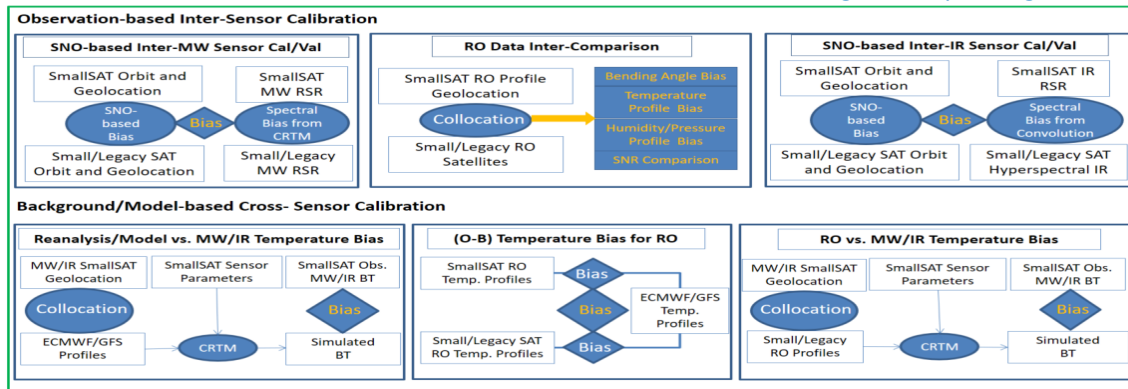 Observation-based Inter-Sensor Calibration
SNO-based Inter-MW Sensor Cal/Val
SmallSAT Orbit and
Geolocation
SmallSAT
MW RSR
SNO-
based
Bias
Bias
Spectral
Bias from
CRTM
Small/Legacy SAT
Orbit and Geolocation
Small/Legacy
MW RSR
RO Data Inter-Comparison
SmallSAT RO Profile
Geolocation
Collocation
Small/Legacy RO
Satellites
Bending Angle Bias
Temperature
Profile Bias
Humidity/Pressure
Profile Bias
SNR Comparison
SNO-based Inter-IR Sensor Cal/Val
SmallSAT Orbit and
Geolocation
SmallSAT IR
RSR
SNO-
based
Bias
Bias
Spectral
Bias from
Convolution
Small/Legacy SAT Orbit
and Geolocation
Small/Legacy SAT
Hyperspectral IR
Background/Model-based Cross- Sensor Calibration
Reanalysis/Model vs. MW/IR Temperature Bias
MW/IR SmallSAT
Geolocation
SmallSAT Sensor
Parameters
SmallSAT Obs.
MW/IR BT
Collocation
Bias
ECMWF/GFS
Profiles
CRTM
Simulated
BT
(O-B) Temperature Bias for RO
SmallSAT RO
Temp. Profiles
Bias
Bias
ECMWF/GFS
Temp.
Profiles
Small/Legacy SAT
RO Temp. Profiles
Bias
RO vs. MW/IR Temperature Bias
MW/IR SmallSAT
Geolocation
SmallSAT Sensor
Parameters
SmallSAT Obs.
MW/IR BT
Collocation
Bias
Small/Legacy
RO Profiles
CRTM
Simulated
BT